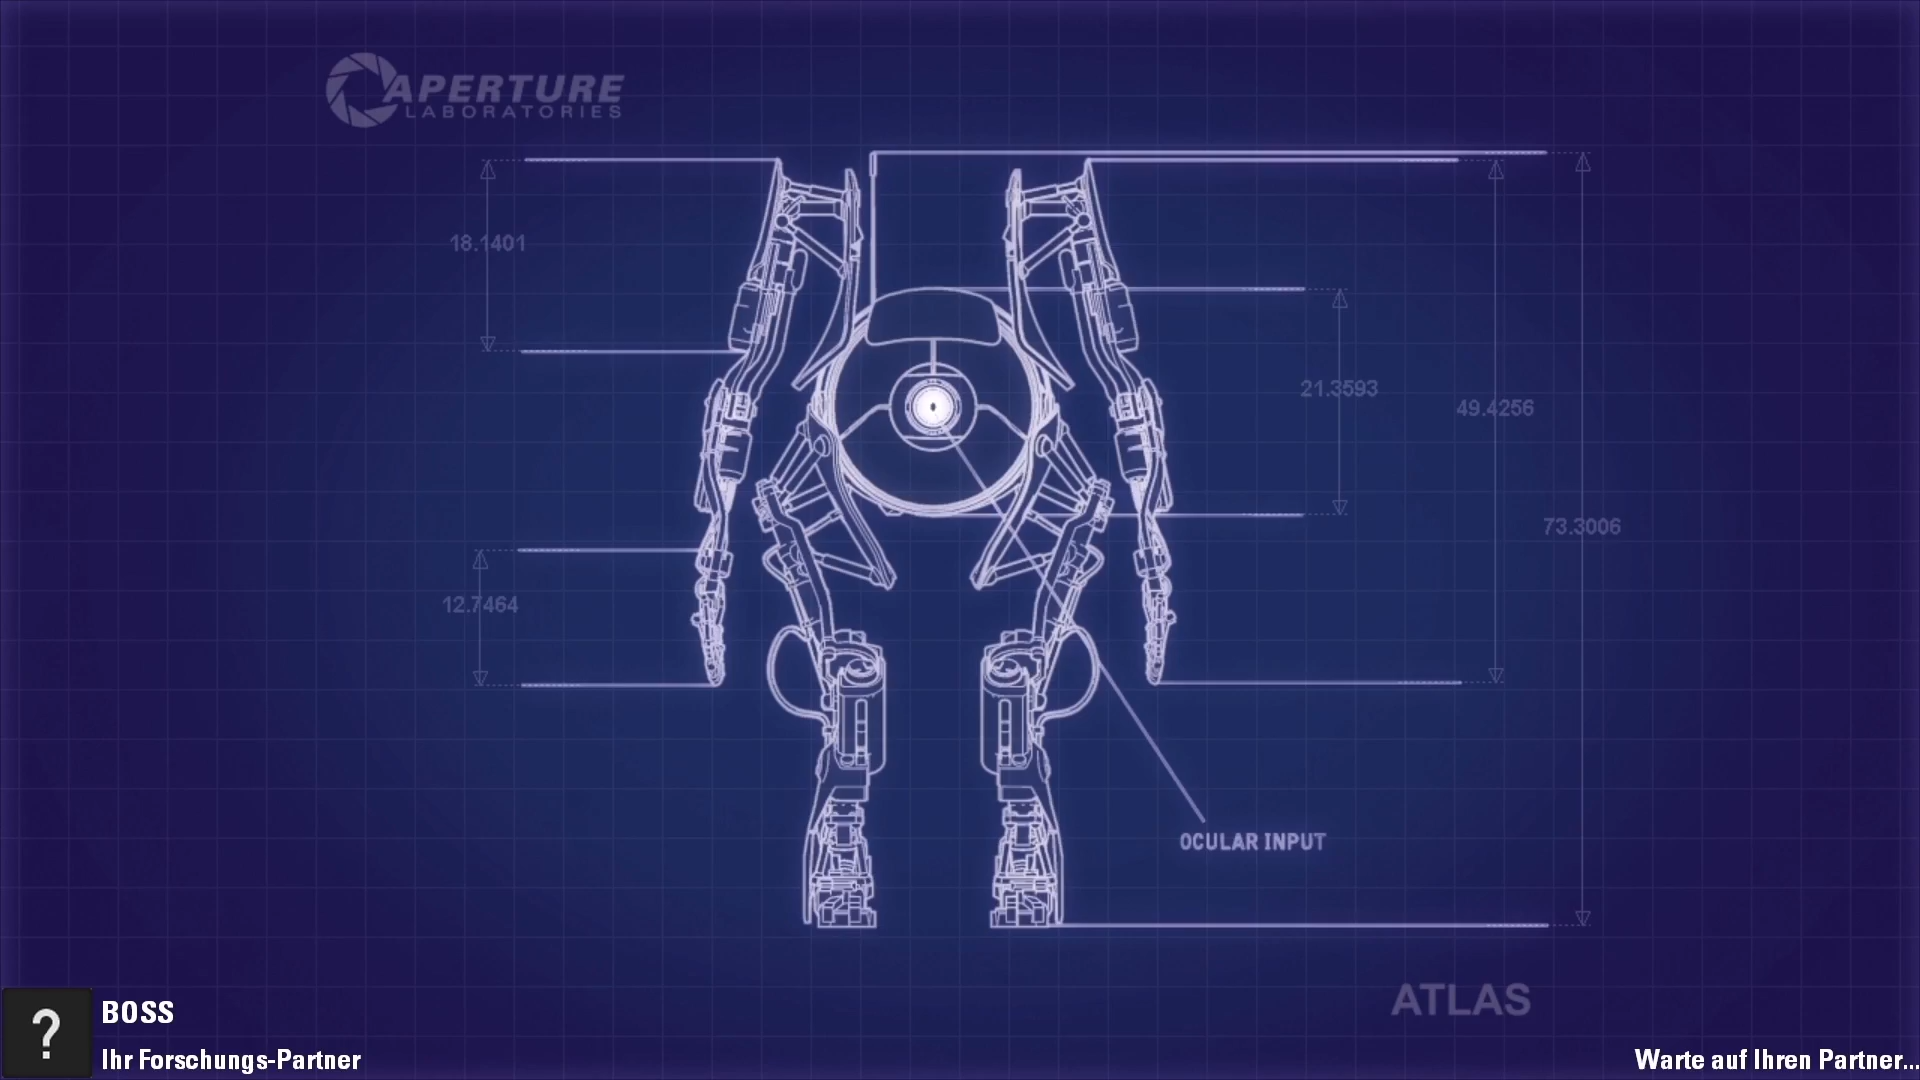 APERTURE
LABORATORIES
18.1401
21.3593
49.4256
73.3006
12.7464
OCULAR INPUT
ATLAS
?
BOSS
Ihr Forschungs-Partner
Warte auf Ihren Partner...